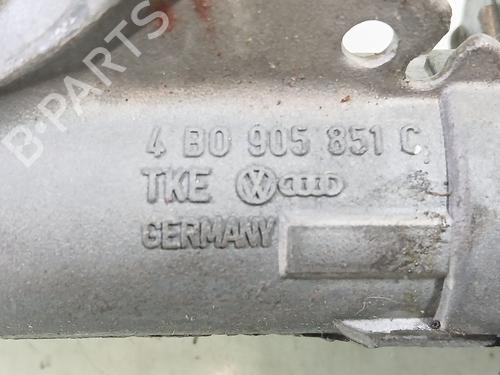 B-PARTS
4 B0 905 851 C
TKE
GERMANY